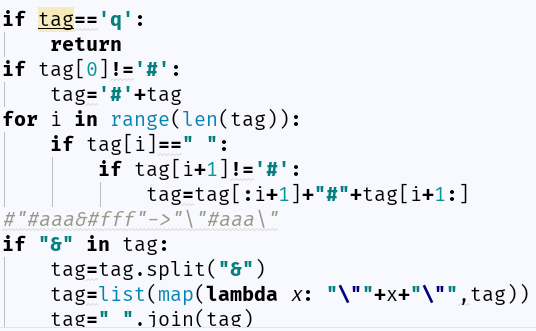 if tag=='q':
    return
if tag[0]!='#':
    tag='#'+tag
for i in range(len(tag)):
    if tag[i]==" ":
        if tag[i+1]!='#':
            tag=tag[:i+1]+"#"+tag[i+1:]
#"#aaa&#fff"->"\"#aaa\"
if "&" in tag:
    tag=tag.split("&")
    tag=list(map(lambda x: "\""+x+"\"",tag))
    tag=" ".join(tag)